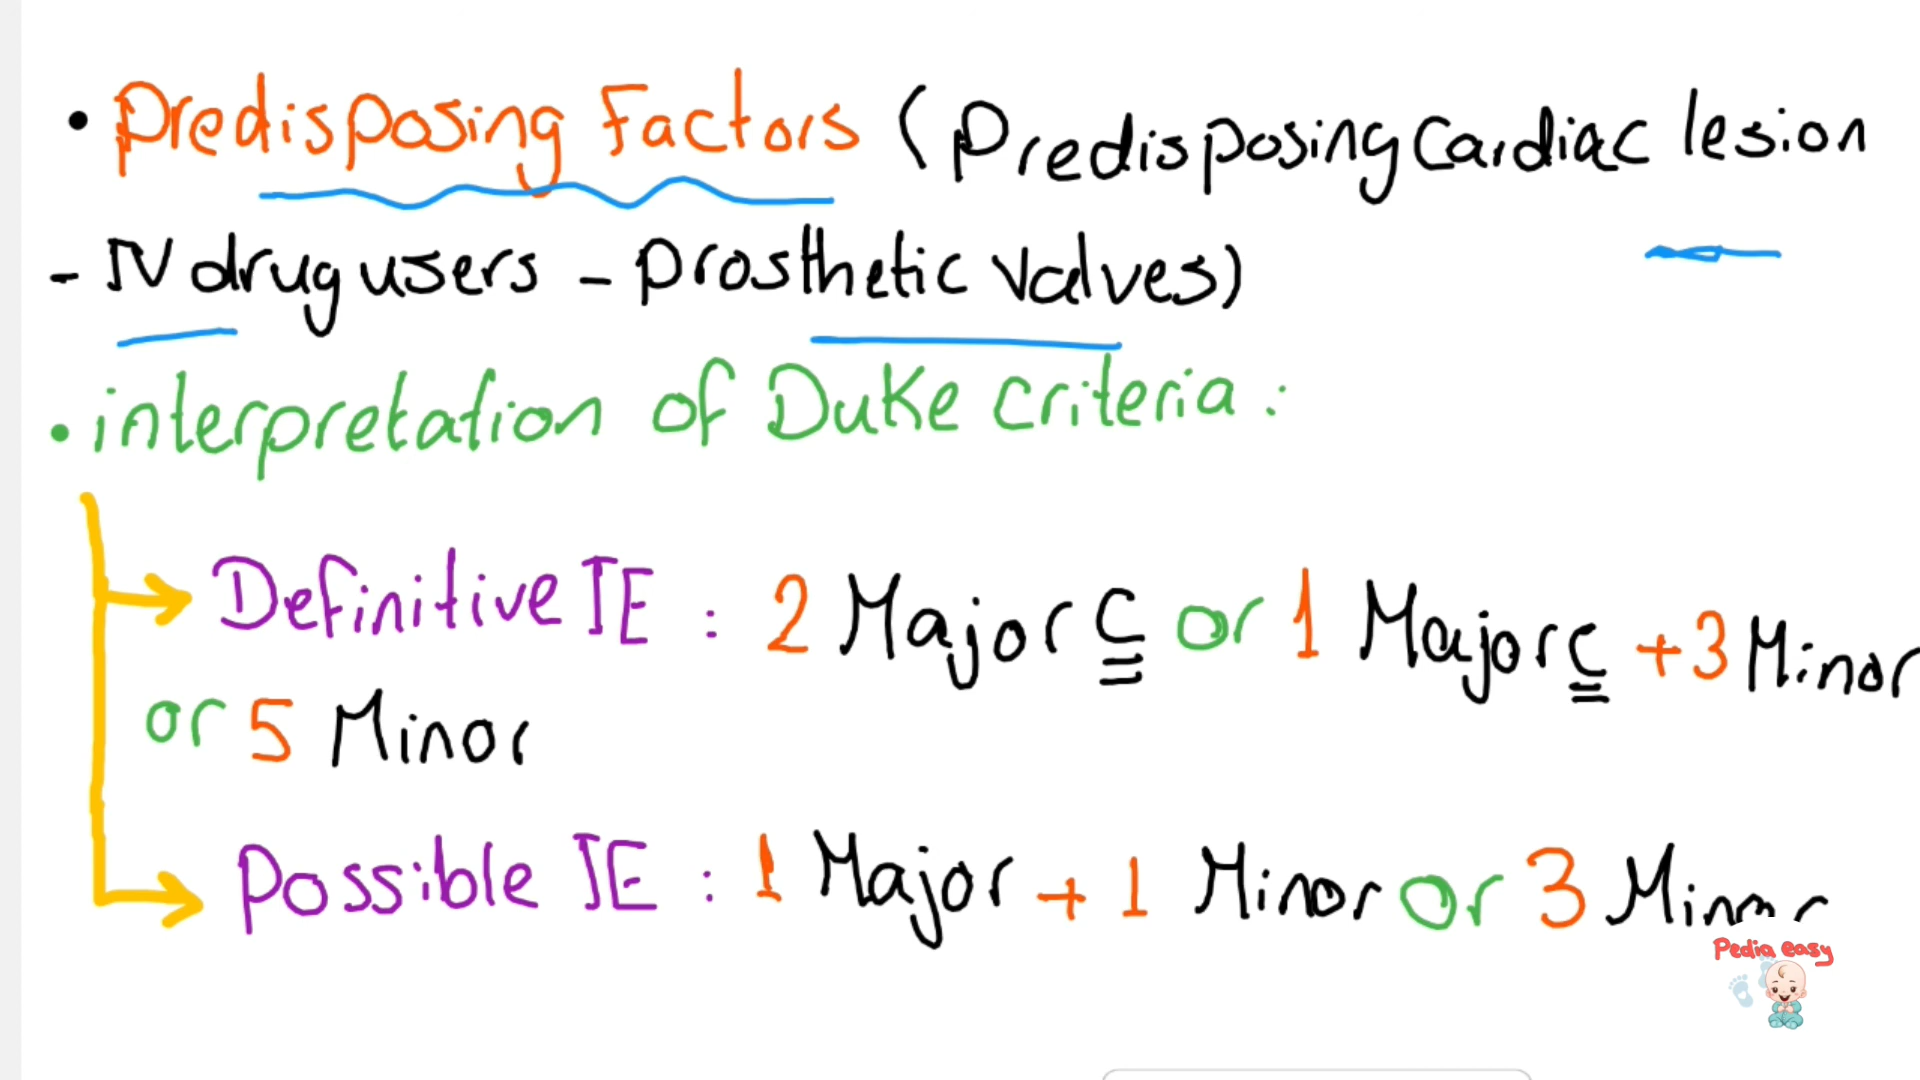 • Predisposing Factors (Predisposing Cardiac lesion
- IV drug users - Prosthetic Valves)
• interpretation of Duke Criteria :
Definitive IE : 2 Major C or 1 Major C + 3 Minor
or 5 Minor
Possible IE : 1 Major + 1 Minor or 3 Minor
Pedia easy